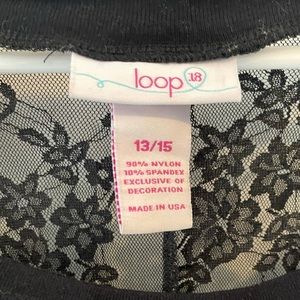 loop 18
13/15
90% NYLON
10% SPANDEX
EXCLUSIVE OF
DECORATION
MADE IN USA